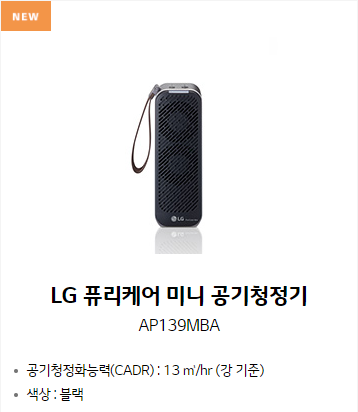 NEW
LG
LG 퓨리케어 미니 공기청정기
AP139MBA
공기청정화능력(CADR) : 13 ㎥/hr (강 기준)
색상 : 블랙